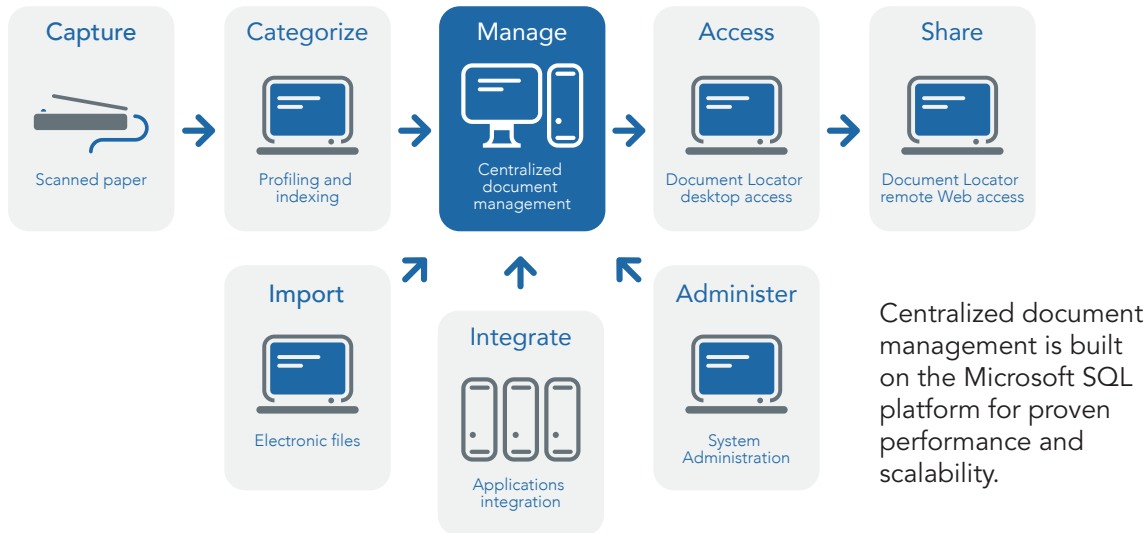 Capture
Scanned paper
Categorize
Profiling and
indexing
Manage
Centralized
document
management
Access
Document Locator
desktop access
Share
Document Locator
remote Web access
Import
Electronic files
Integrate
Applications
integration
Administer
System
Administration
Centralized document
management is built
on the Microsoft SQL
platform for proven
performance and
scalability.